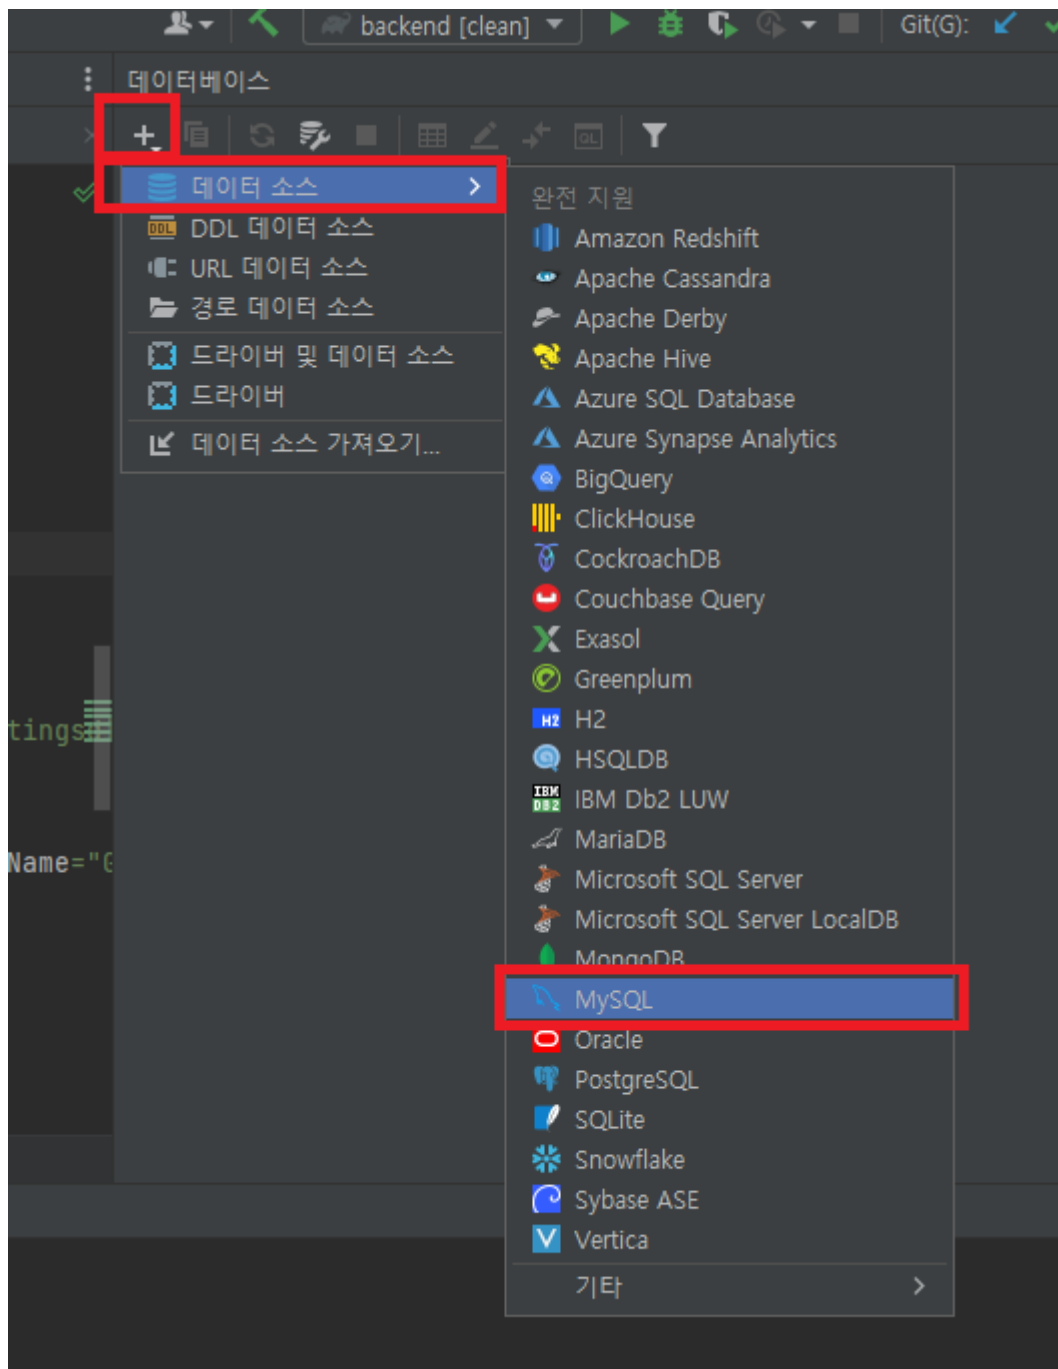 backend [clean]
Git(G):
데이터베이스
데이터 소스
DDL 데이터 소스
URL 데이터 소스
경로 데이터 소스
드라이버 및 데이터 소스
드라이버
데이터 소스 가져오기...
완전 지원
Amazon Redshift
Apache Cassandra
Apache Derby
Apache Hive
Azure SQL Database
Azure Synapse Analytics
BigQuery
ClickHouse
CockroachDB
Couchbase Query
Exasol
Greenplum
H2
HSQLDB
IBM Db2 LUW
MariaDB
Microsoft SQL Server
Microsoft SQL Server LocalDB
MongoDB
MySQL
Oracle
PostgreSQL
SQLite
Snowflake
Sybase ASE
Vertica
기타
tings
Name="